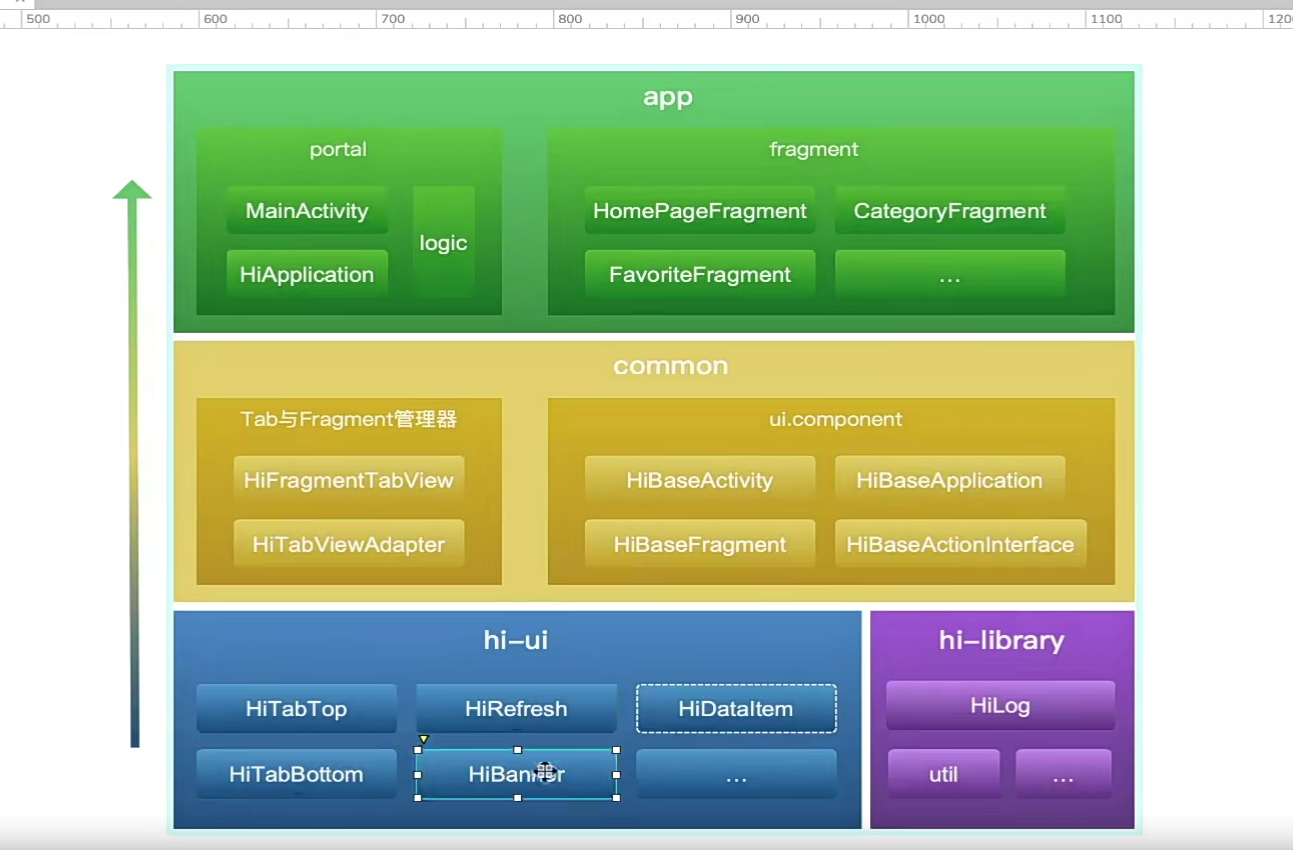 500 600 700 800 900 1000 1100 120
app
portal
fragment
MainActivity
logic
HiApplication
HomePageFragment
CategoryFragment
FavoriteFragment
...
common
Tab与Fragment管理器
ui.component
HiFragmentTabView
HiTabViewAdapter
HiBaseActivity
HiBaseApplication
HiBaseFragment
HiBaseActionInterface
hi-ui
hi-library
HiTabTop
HiRefresh
HiDataItem
HiTabBottom
HiBanner
...
HiLog
util
...